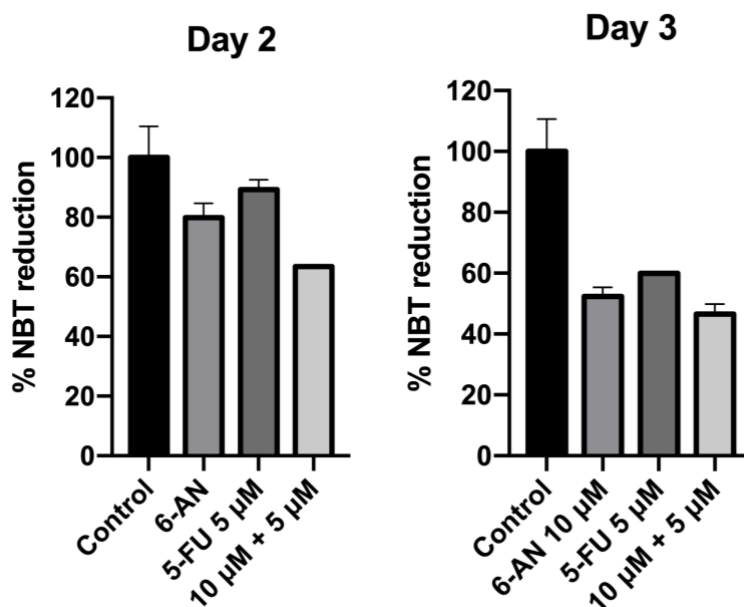 Day 2
% NBT reduction
120
100
80
60
40
20
0
Control
6-AN
5-FU 5 µM
10 µM + 5 µM
Day 3
% NBT reduction
120
100
80
60
40
20
0
Control
6-AN 10 µM
5-FU 5 µM
10 µM + 5 µM